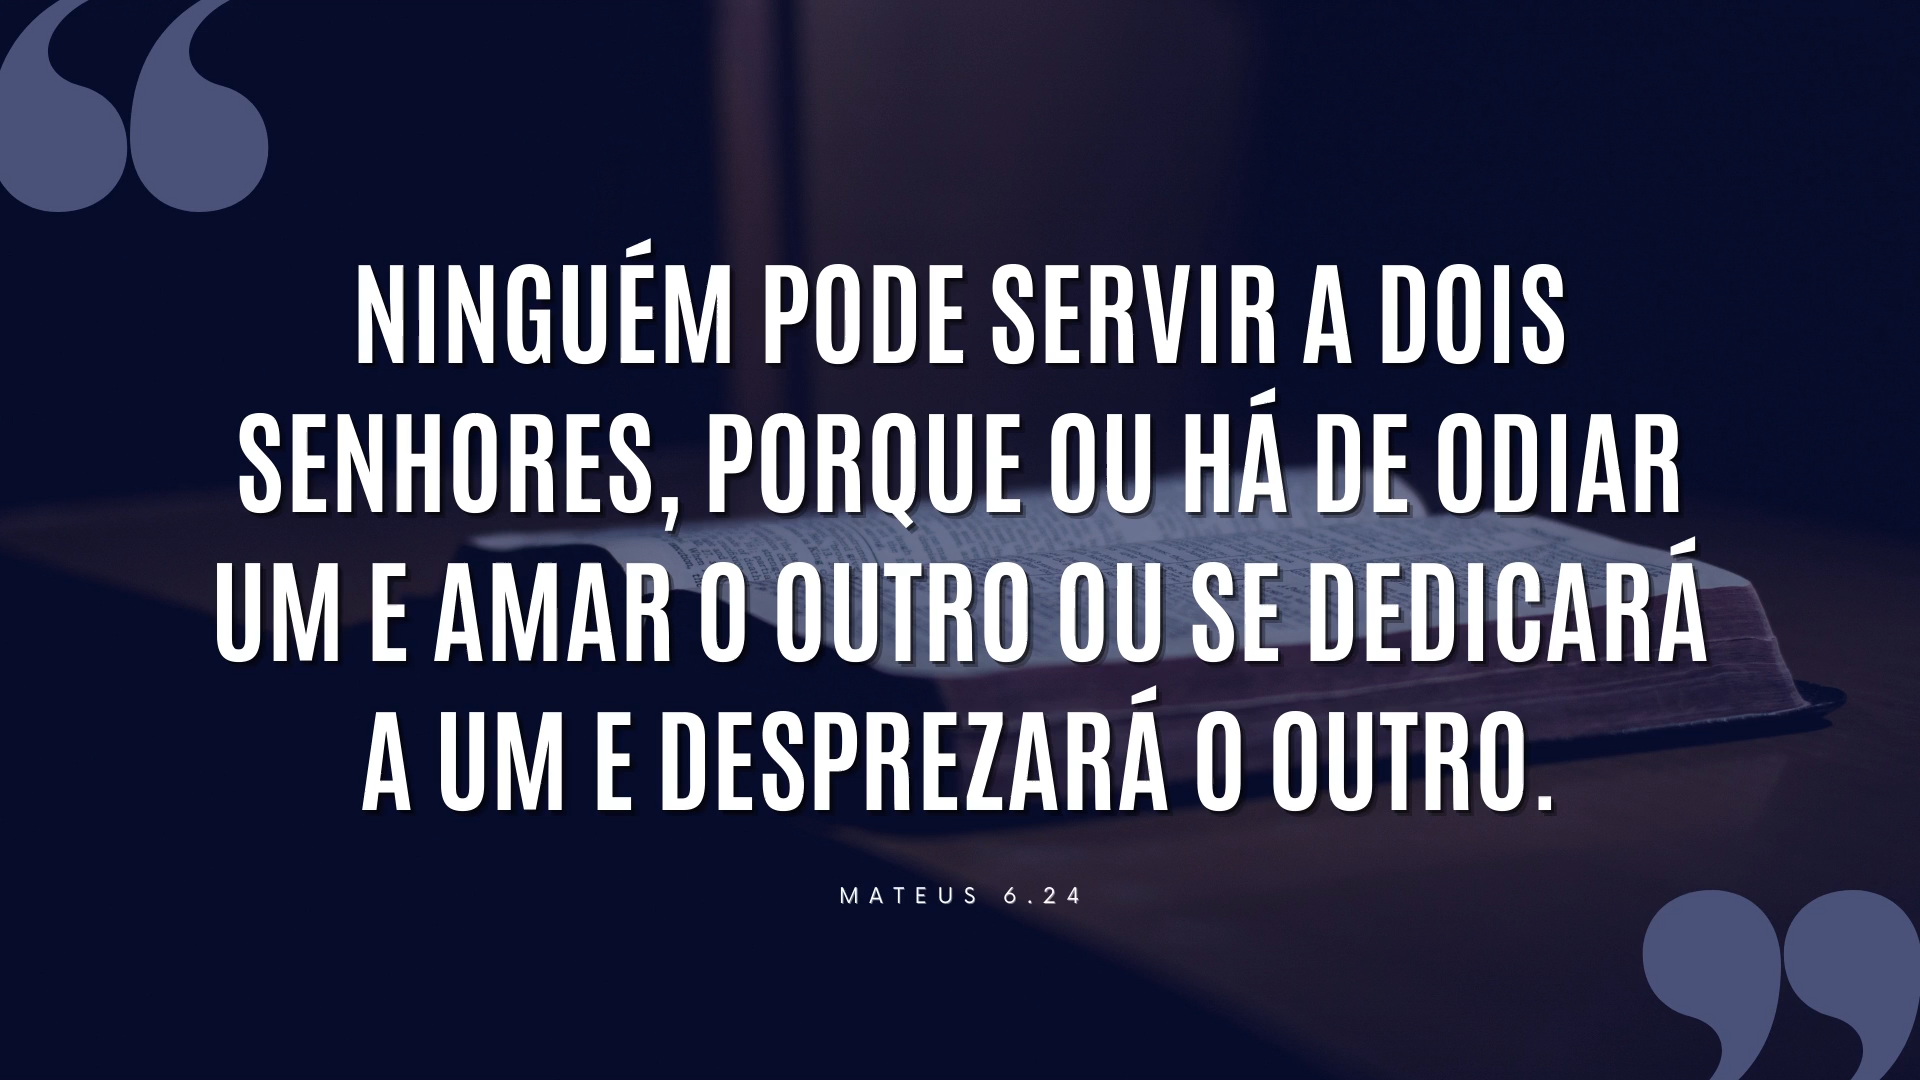 NINGUÉM PODE SERVIR A DOIS
SENHORES, PORQUE OU HÁ DE ODIAR
UM E AMAR O OUTRO OU SE DEDICARÁ
A UM E DESPREZARÁ O OUTRO.
MATEUS 6.24